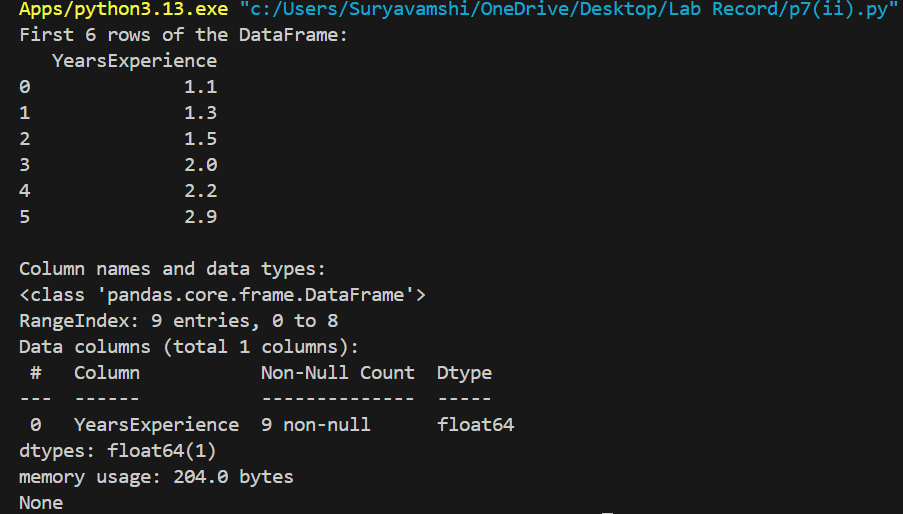 Apps/python3.13.exe "c:/Users/Suryavamshi/OneDrive/Desktop/Lab Record/p7(ii).py"
First 6 rows of the DataFrame:
   YearsExperience
0              1.1
1              1.3
2              1.5
3              2.0
4              2.2
5              2.9

Column names and data types:
<class 'pandas.core.frame.DataFrame'>
RangeIndex: 9 entries, 0 to 8
Data columns (total 1 columns):
 #   Column           Non-Null Count  Dtype
---  ------           --------------  -----
 0   YearsExperience  9 non-null      float64
dtypes: float64(1)
memory usage: 204.0 bytes
None